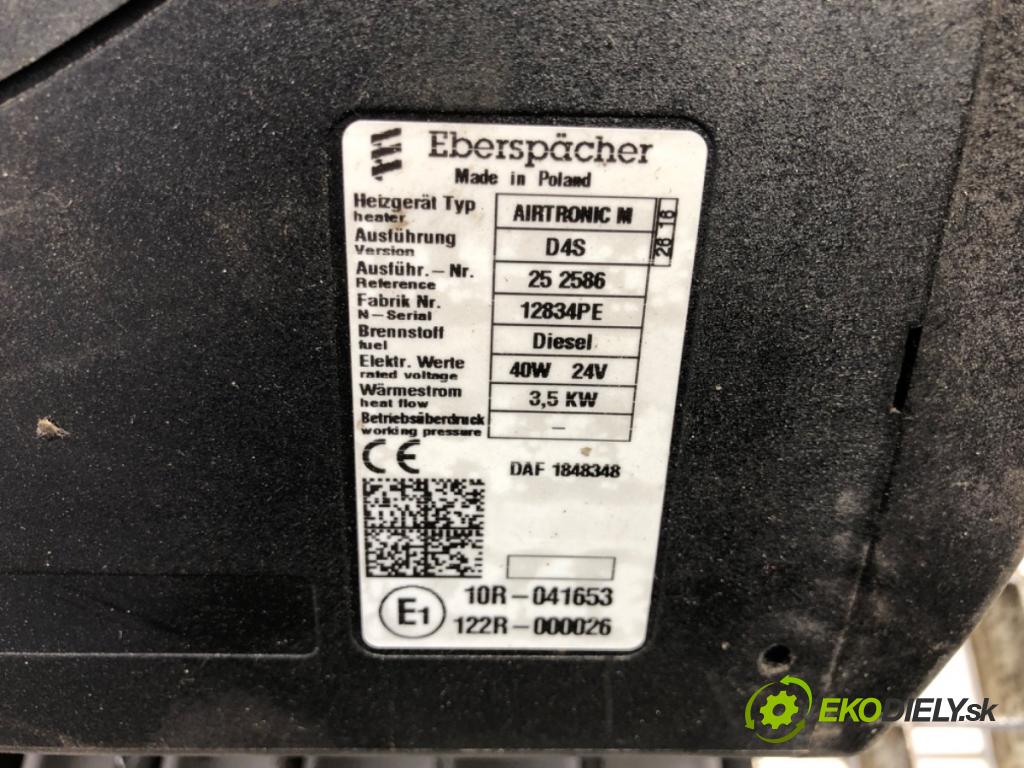 Eberspächer
Made in Poland
Heizgerät Typ
heater
AIRTRONIC M
28 18
Ausführung
Version
D4S
Ausführ.-Nr.
Reference
25 2586
Fabrik Nr.
N-Serial
12834PE
Brennstoff
fuel
Diesel
Elektr. Werte
rated voltage
40W 24V
Wärmestrom
heat flow
3,5 KW
Betriebsüberdruck
working pressure
–
CE
DAF 1848348
E1
10R-041653
122R-000026
EKODIELY.sk